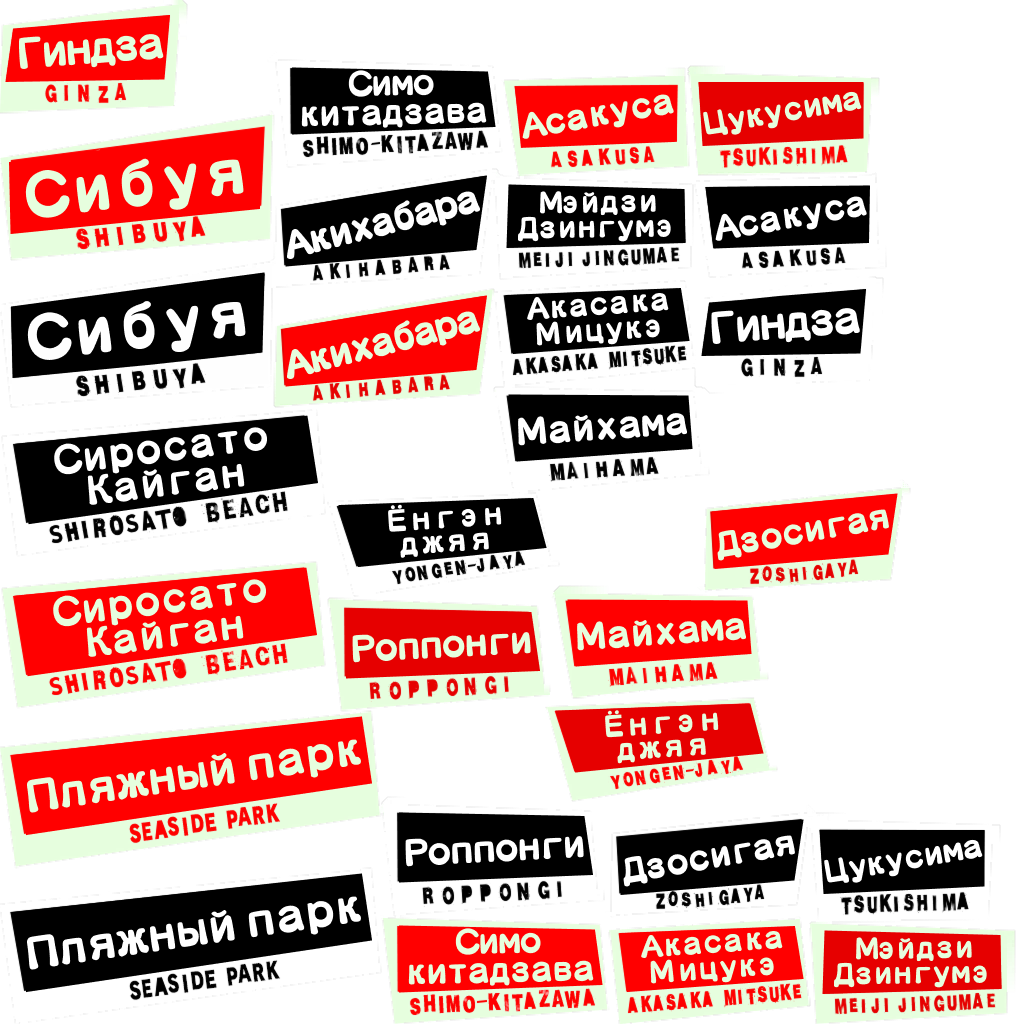 Гиндза
GINZA
Симо
китадзава
SHIMO-KITAZAWA
Асакуса
ASAKUSA
Цукусима
TSUKISHIMA
Сибуя
SHIBUYA
Акихабара
AKIHABARA
Мэйдзи
Дзингумэ
MEIJI JINGUMAE
Асакуса
ASAKUSA
Сибуя
SHIBUYA
Акихабара
AKIHABARA
Акасака
Мицукэ
AKASAKA MITSUKE
Гиндза
GINZA
Майхама
MAIHAMA
Сиросато
Кайган
SHIROSATO BEACH
Ёнгэн
джяя
YONGEN-JAYA
Дзосигая
ZOSHIGAYA
Сиросато
Кайган
SHIROSATO BEACH
Роппонги
ROPPONGI
Майхама
MAIHAMA
Ёнгэн
джяя
YONGEN-JAYA
Пляжный парк
SEASIDE PARK
Роппонги
ROPPONGI
Дзосигая
ZOSHIGAYA
Цукусима
TSUKISHIMA
Пляжный парк
SEASIDE PARK
Симо
китадзава
SHIMO-KITAZAWA
Акасака
Мицукэ
AKASAKA MITSUKE
Мэйдзи
Дзингумэ
MEIJI JINGUMAE